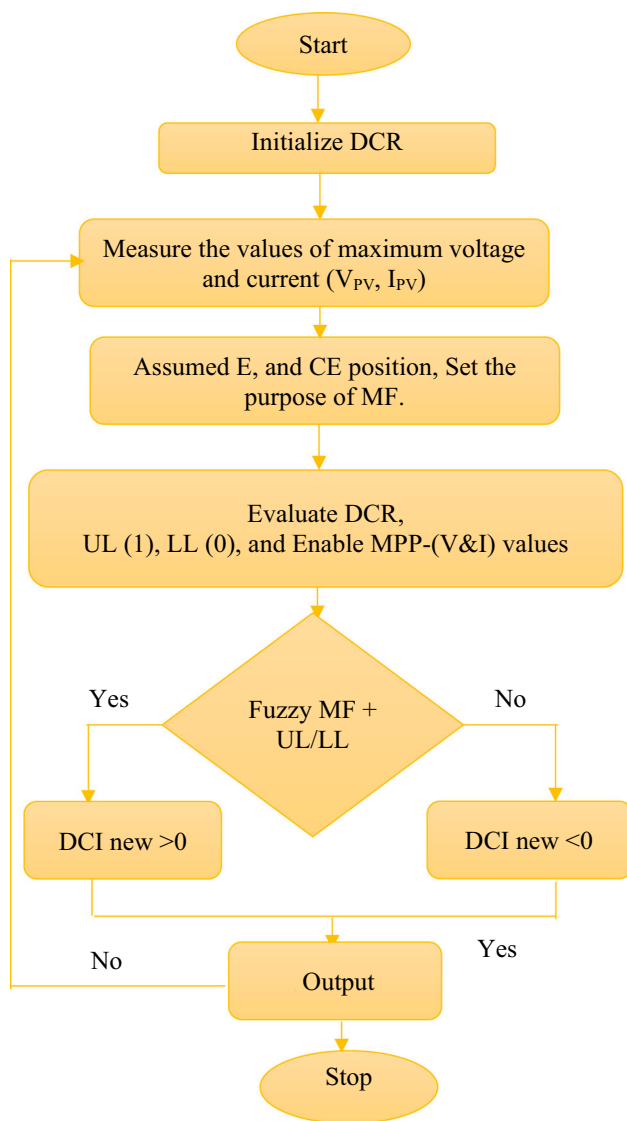 Start
Initialize DCR
Measure the values of maximum voltage
and current (VPV, IPV)
Assumed E, and CE position, Set the
purpose of MF.
Evaluate DCR,
UL (1), LL (0), and Enable MPP-(V&I) values
Yes
No
Fuzzy MF +
UL/LL
DCI new >0
DCI new <0
No
Yes
Output
Stop